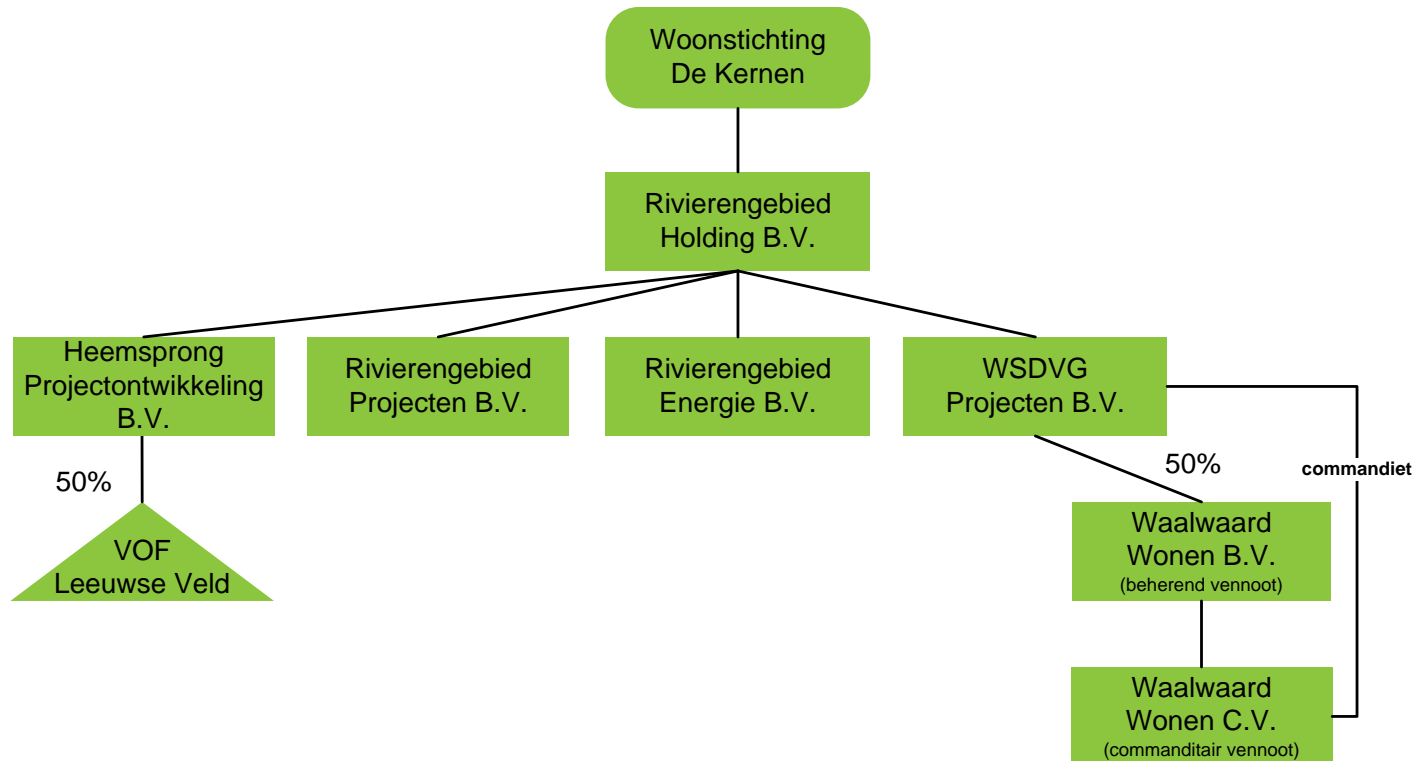 Woonstichting
De Kernen
Rivierengebied
Holding B.V.
Heemsprong
Projectontwikkeling
B.V.
Rivierengebied
Projecten B.V.
Rivierengebied
Energie B.V.
WSDVG
Projecten B.V.
50%
VOF
Leeuwse Veld
50%
commandiet
Waalwaard
Wonen B.V.
(beherend vennoot)
Waalwaard
Wonen C.V.
(commanditair vennoot)